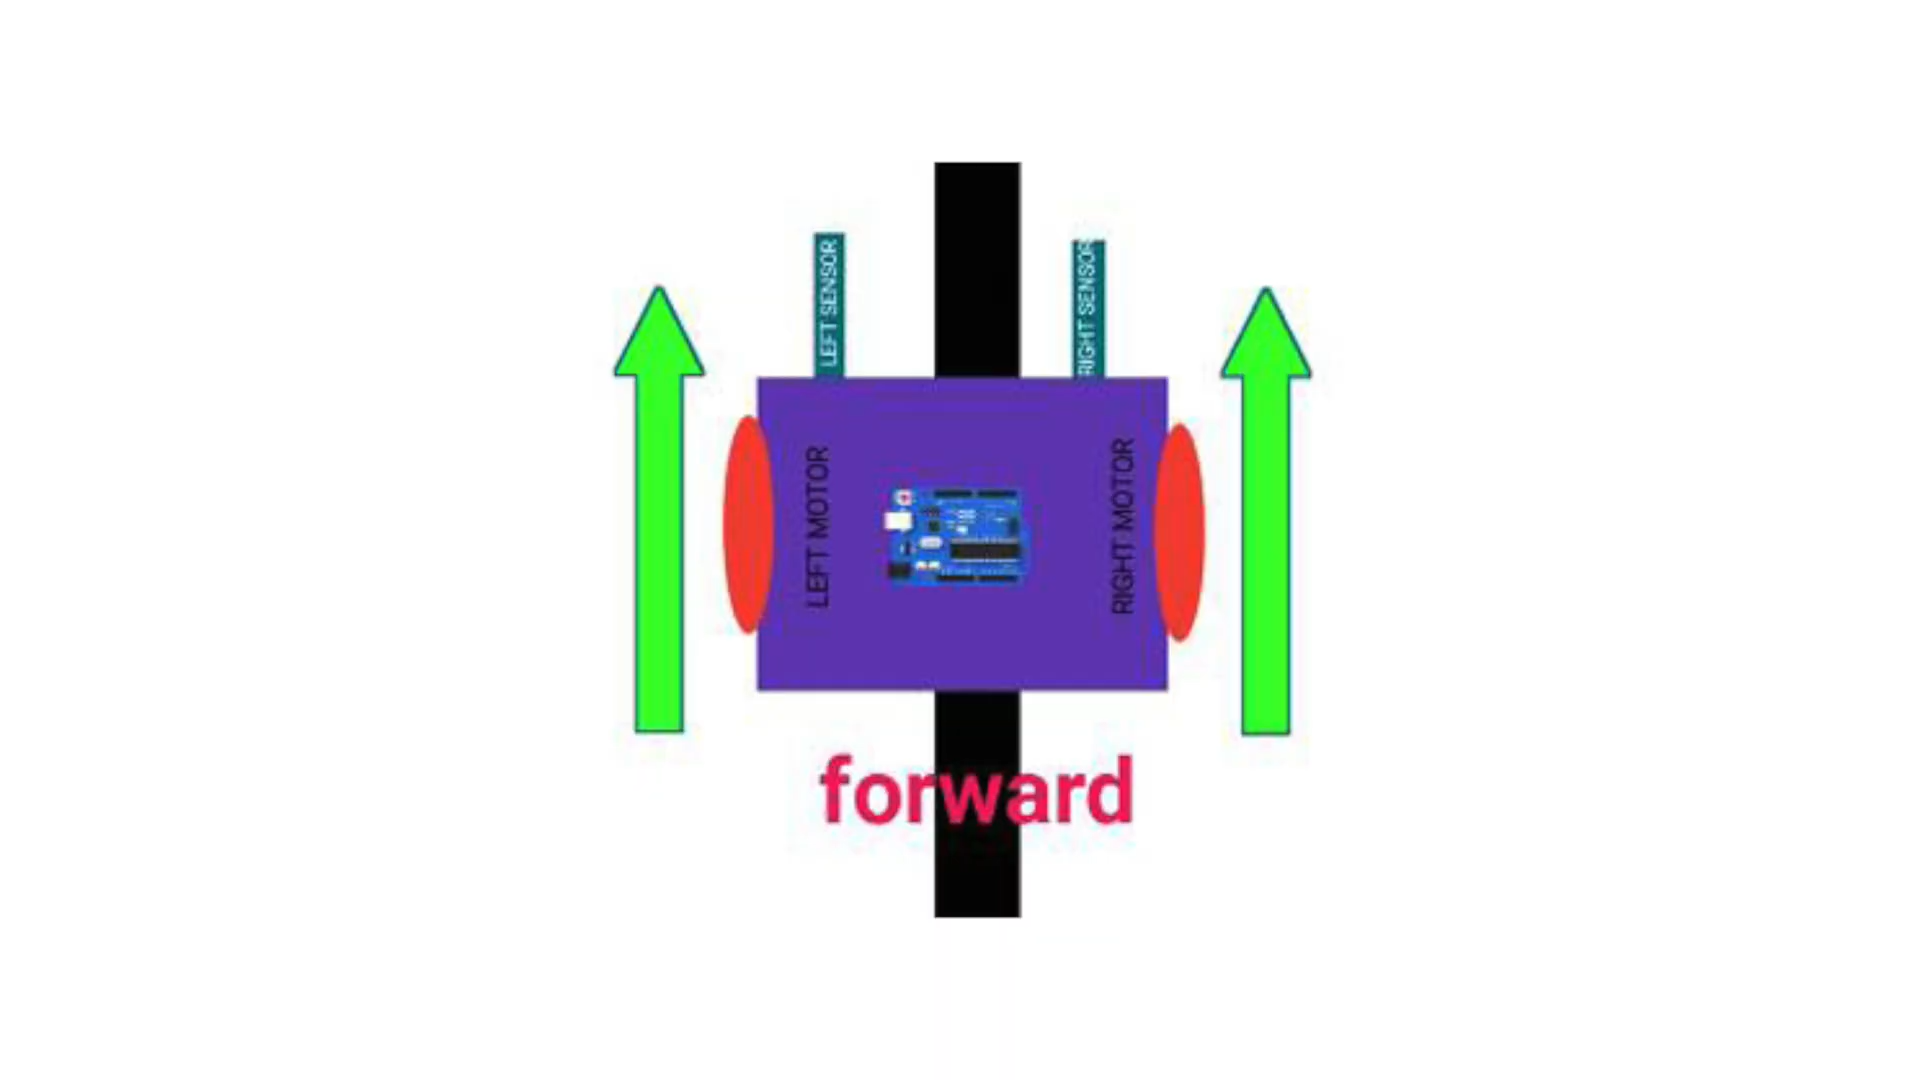 LEFT SENSOR
RIGHT SENSOR
LEFT MOTOR
RIGHT MOTOR
forward